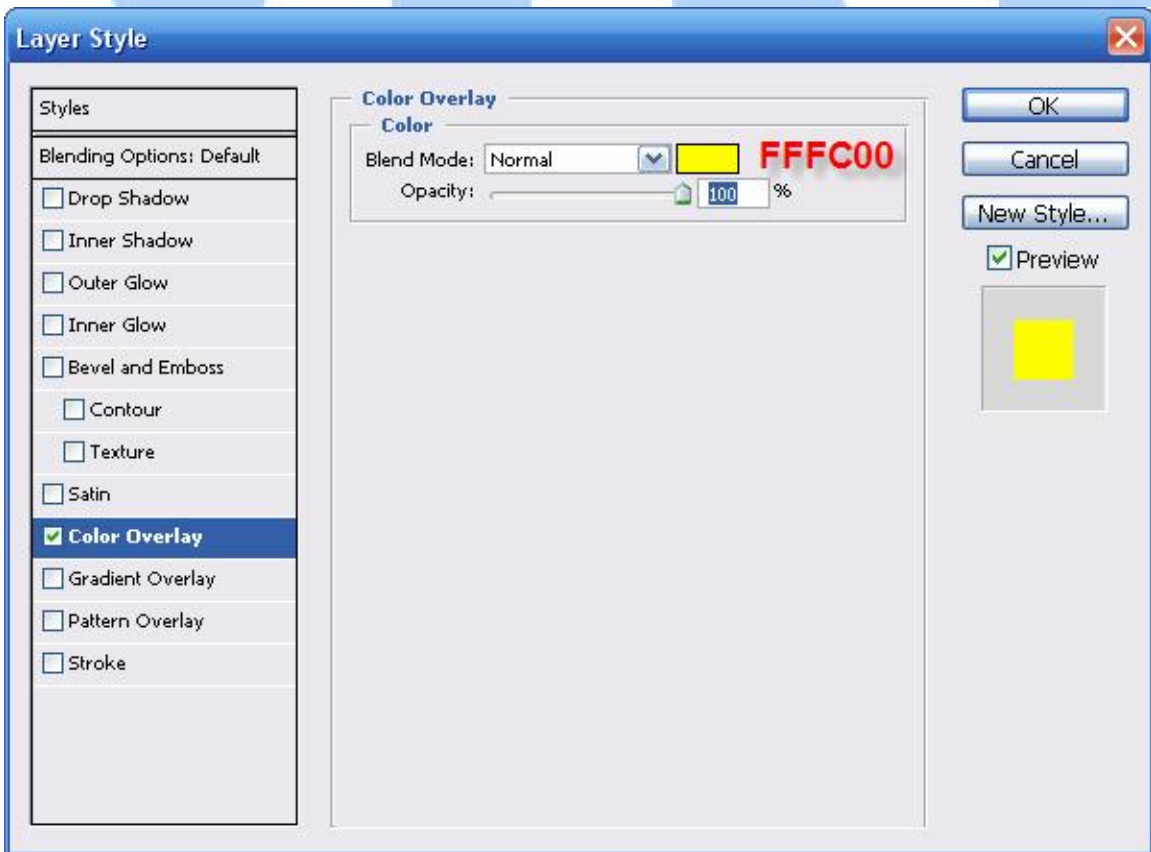 Layer Style
Styles
Blending Options: Default
Drop Shadow
Inner Shadow
Outer Glow
Inner Glow
Bevel and Emboss
Contour
Texture
Satin
Color Overlay
Gradient Overlay
Pattern Overlay
Stroke
Color Overlay
Color
Blend Mode: Normal FFFC00
Opacity: 100 %
OK
Cancel
New Style...
Preview